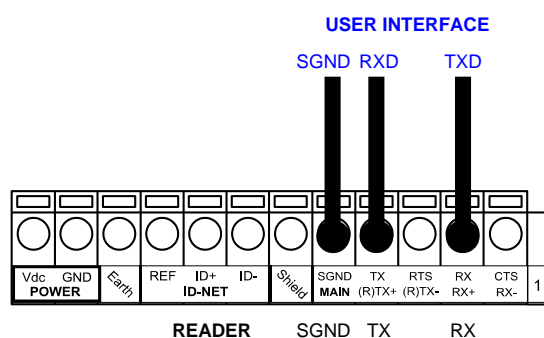 USER INTERFACE
SGND RXD TXD
Vdc GND Earth REF ID+ ID- Shield SGND TX RTS RX CTS
POWER ID-NET MAIN (R)TX+ (R)TX- RX+ RX- 1
READER SGND TX RX